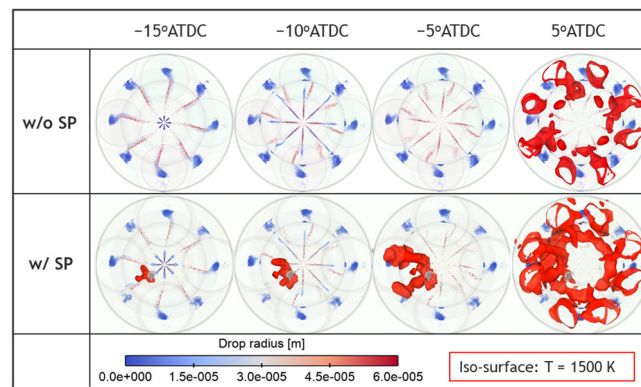 −15ºATDC −10ºATDC −5ºATDC 5ºATDC
w/o SP
w/ SP
Drop radius [m]
0.0e+000 1.5e-005 3.0e-005 4.5e-005 6.0e-005
Iso-surface: T = 1500 K